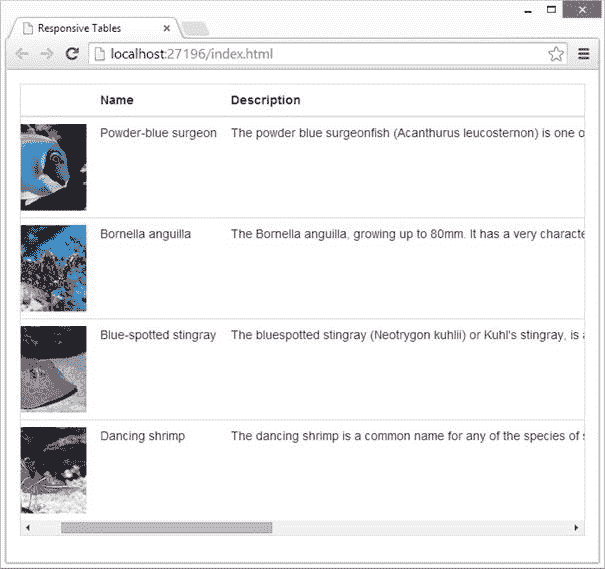 Responsive Tables
localhost:27196/index.html
Name Description
Powder-blue surgeon The powder blue surgeonfish (Acanthurus leucosternon) is one o
Bornella anguilla The Bornella anguilla, growing up to 80mm. It has a very characte
Blue-spotted stingray The bluespotted stingray (Neotrygon kuhlii) or Kuhl's stingray, is a
Dancing shrimp The dancing shrimp is a common name for any of the species of s